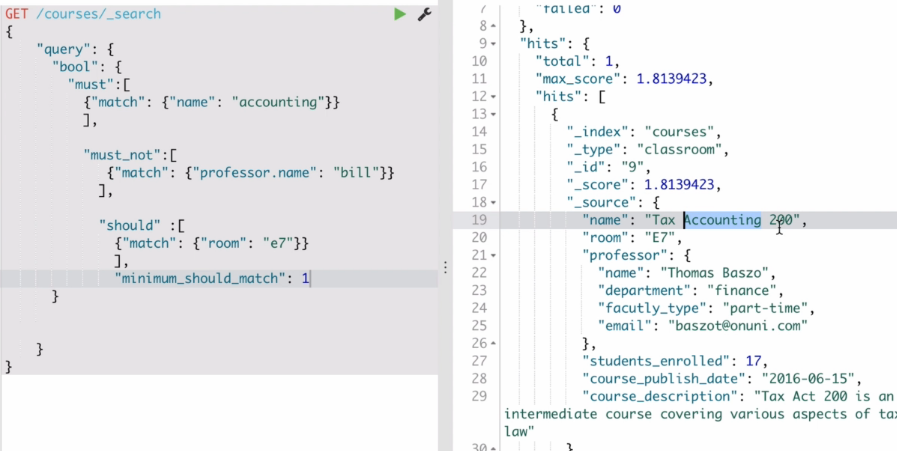 GET /courses/_search
{
"query": {
"bool": {
"must":[
{"match": {"name": "accounting"}}
],
"must_not":[
{"match": {"professor.name": "bill"}}
],
"should" :[
{"match": {"room": "e7"}}
],
"minimum_should_match": 1
}
}
}
7 "failed": 0
8 },
9 "hits": {
10 "total": 1,
11 "max_score": 1.8139423,
12 "hits": [
13 {
14 "_index": "courses",
15 "_type": "classroom",
16 "_id": "9",
17 "_score": 1.8139423,
18 "_source": {
19 "name": "Tax Accounting 200",
20 "room": "E7",
21 "professor": {
22 "name": "Thomas Baszo",
23 "department": "finance",
24 "facutly_type": "part-time",
25 "email": "baszot@onuni.com"
26 },
27 "students_enrolled": 17,
28 "course_publish_date": "2016-06-15",
29 "course_description": "Tax Act 200 is an
intermediate course covering various aspects of tax
law"
30 }